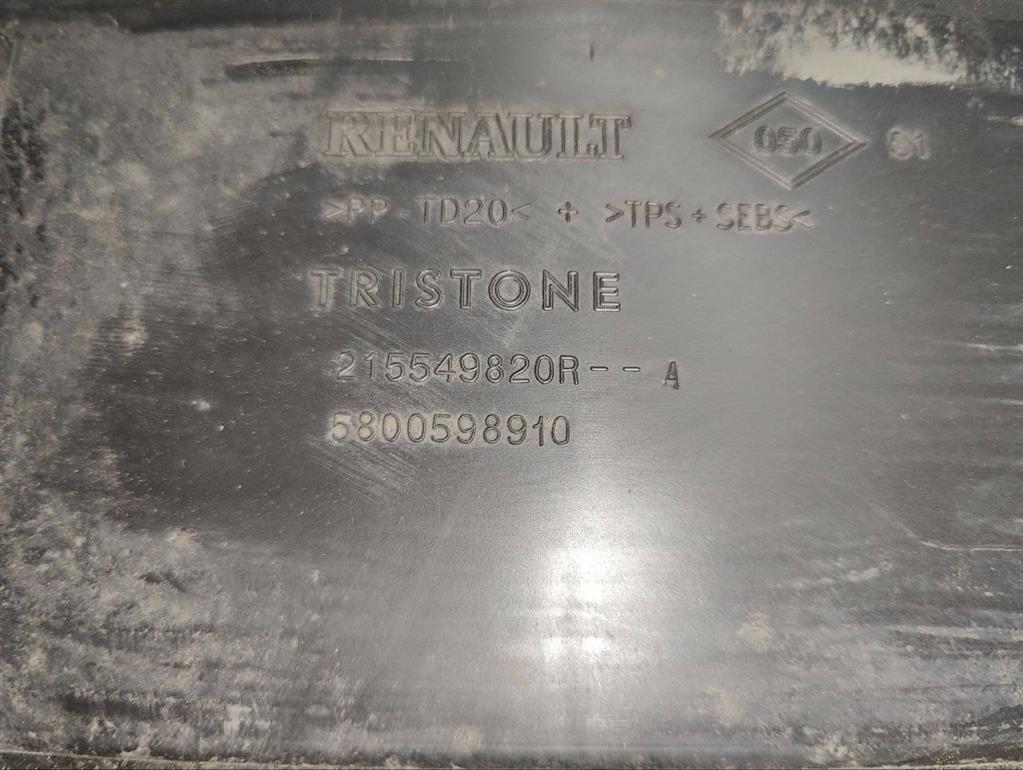 RENAULT 050 S1
>PP-TD20< + >TPS+SEBS<
TRISTONE
215549820R-- A
5800598910